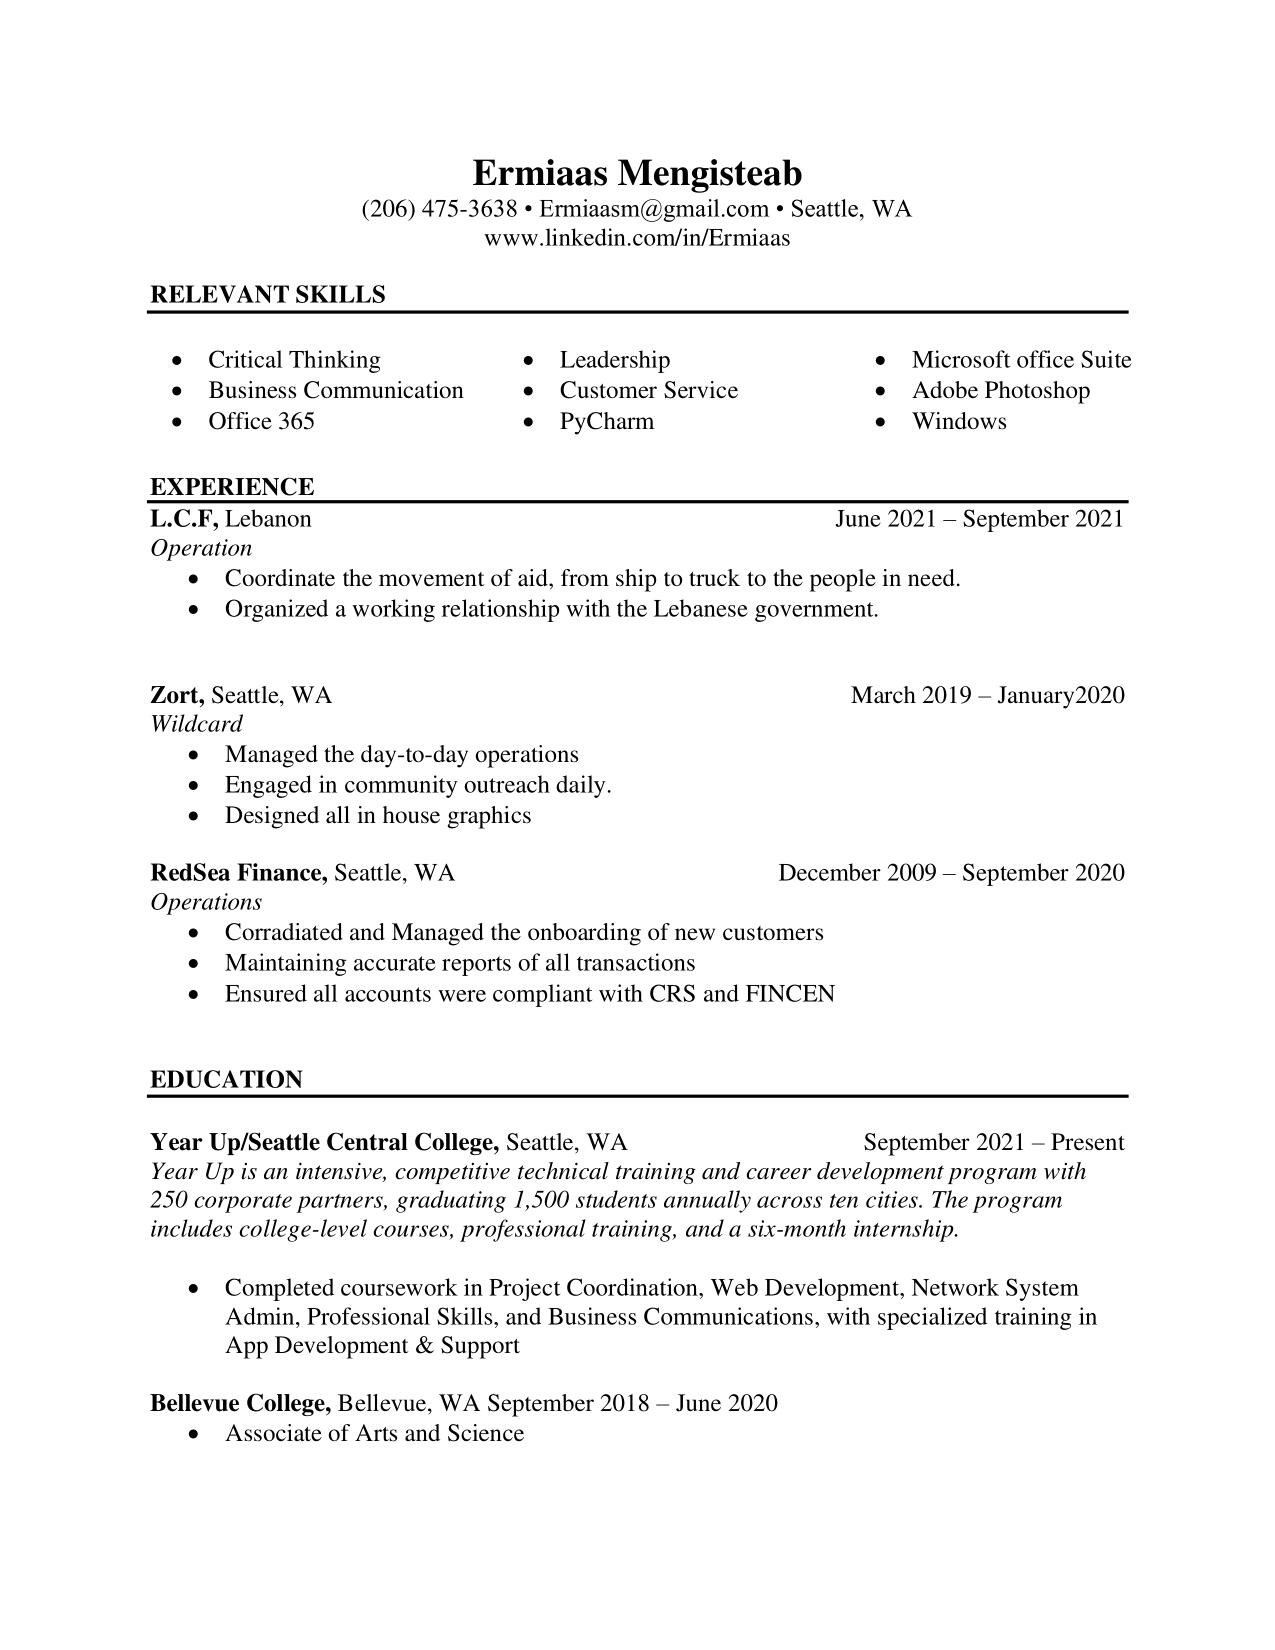 Ermiaas Mengisteab
(206) 475-3638 • Ermiaasm@gmail.com • Seattle, WA
www.linkedin.com/in/Ermiaas
RELEVANT SKILLS
• Critical Thinking
• Business Communication
• Office 365
• Leadership
• Customer Service
• PyCharm
• Microsoft office Suite
• Adobe Photoshop
• Windows
EXPERIENCE
L.C.F, Lebanon June 2021 – September 2021
Operation
• Coordinate the movement of aid, from ship to truck to the people in need.
• Organized a working relationship with the Lebanese government.
Zort, Seattle, WA March 2019 – January2020
Wildcard
• Managed the day-to-day operations
• Engaged in community outreach daily.
• Designed all in house graphics
RedSea Finance, Seattle, WA December 2009 – September 2020
Operations
• Corradiated and Managed the onboarding of new customers
• Maintaining accurate reports of all transactions
• Ensured all accounts were compliant with CRS and FINCEN
EDUCATION
Year Up/Seattle Central College, Seattle, WA September 2021 – Present
Year Up is an intensive, competitive technical training and career development program with
250 corporate partners, graduating 1,500 students annually across ten cities. The program
includes college-level courses, professional training, and a six-month internship.
• Completed coursework in Project Coordination, Web Development, Network System
Admin, Professional Skills, and Business Communications, with specialized training in
App Development & Support
Bellevue College, Bellevue, WA September 2018 – June 2020
• Associate of Arts and Science